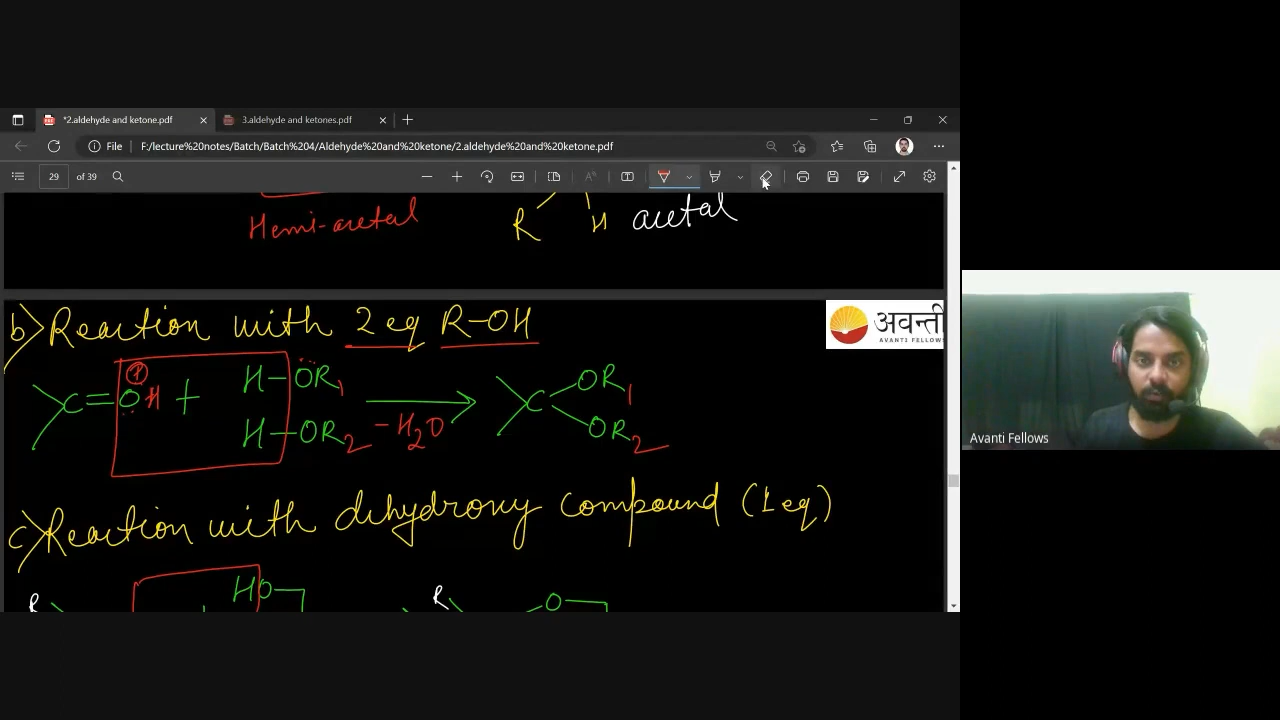 *2.aldehyde and ketone.pdf
3.aldehyde and ketones.pdf
File
F:/lecture%20notes/Batch/Batch%204/Aldehyde%20and%20ketone/2.aldehyde%20and%20ketone.pdf
29 of 39
Hemi-acetal
R H acetal
b) Reaction with 2 eq R-OH
अवन्ती
AVANTI FELLOWS
C=OH + H-OR1
H-OR2
-H2O
C OR1
OR2
c) Reaction with dihydroxy compound (1 eq)
R HO
R O
Avanti Fellows